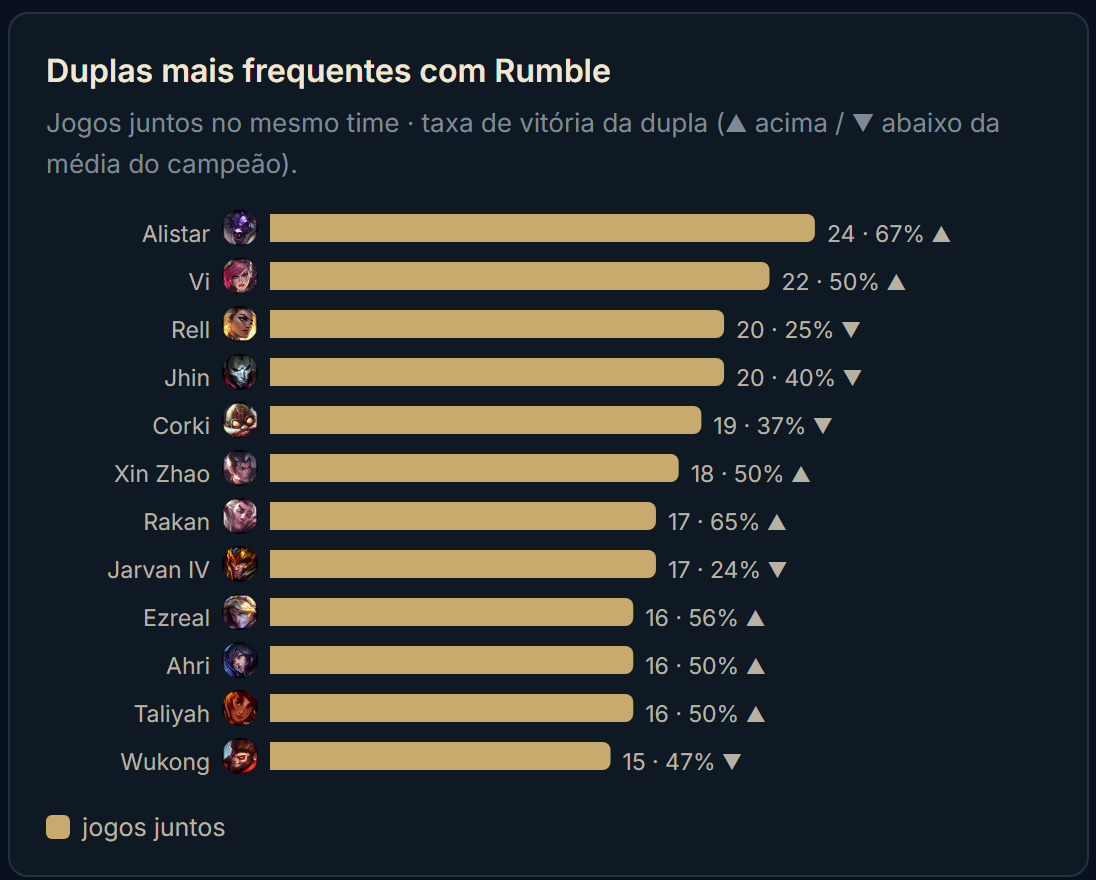 Duplas mais frequentes com Rumble
Jogos juntos no mesmo time · taxa de vitória da dupla (▲ acima / ▼ abaixo da
média do campeão).
Alistar 24 · 67% ▲
Vi 22 · 50% ▲
Rell 20 · 25% ▼
Jhin 20 · 40% ▼
Corki 19 · 37% ▼
Xin Zhao 18 · 50% ▲
Rakan 17 · 65% ▲
Jarvan IV 17 · 24% ▼
Ezreal 16 · 56% ▲
Ahri 16 · 50% ▲
Taliyah 16 · 50% ▲
Wukong 15 · 47% ▼
jogos juntos